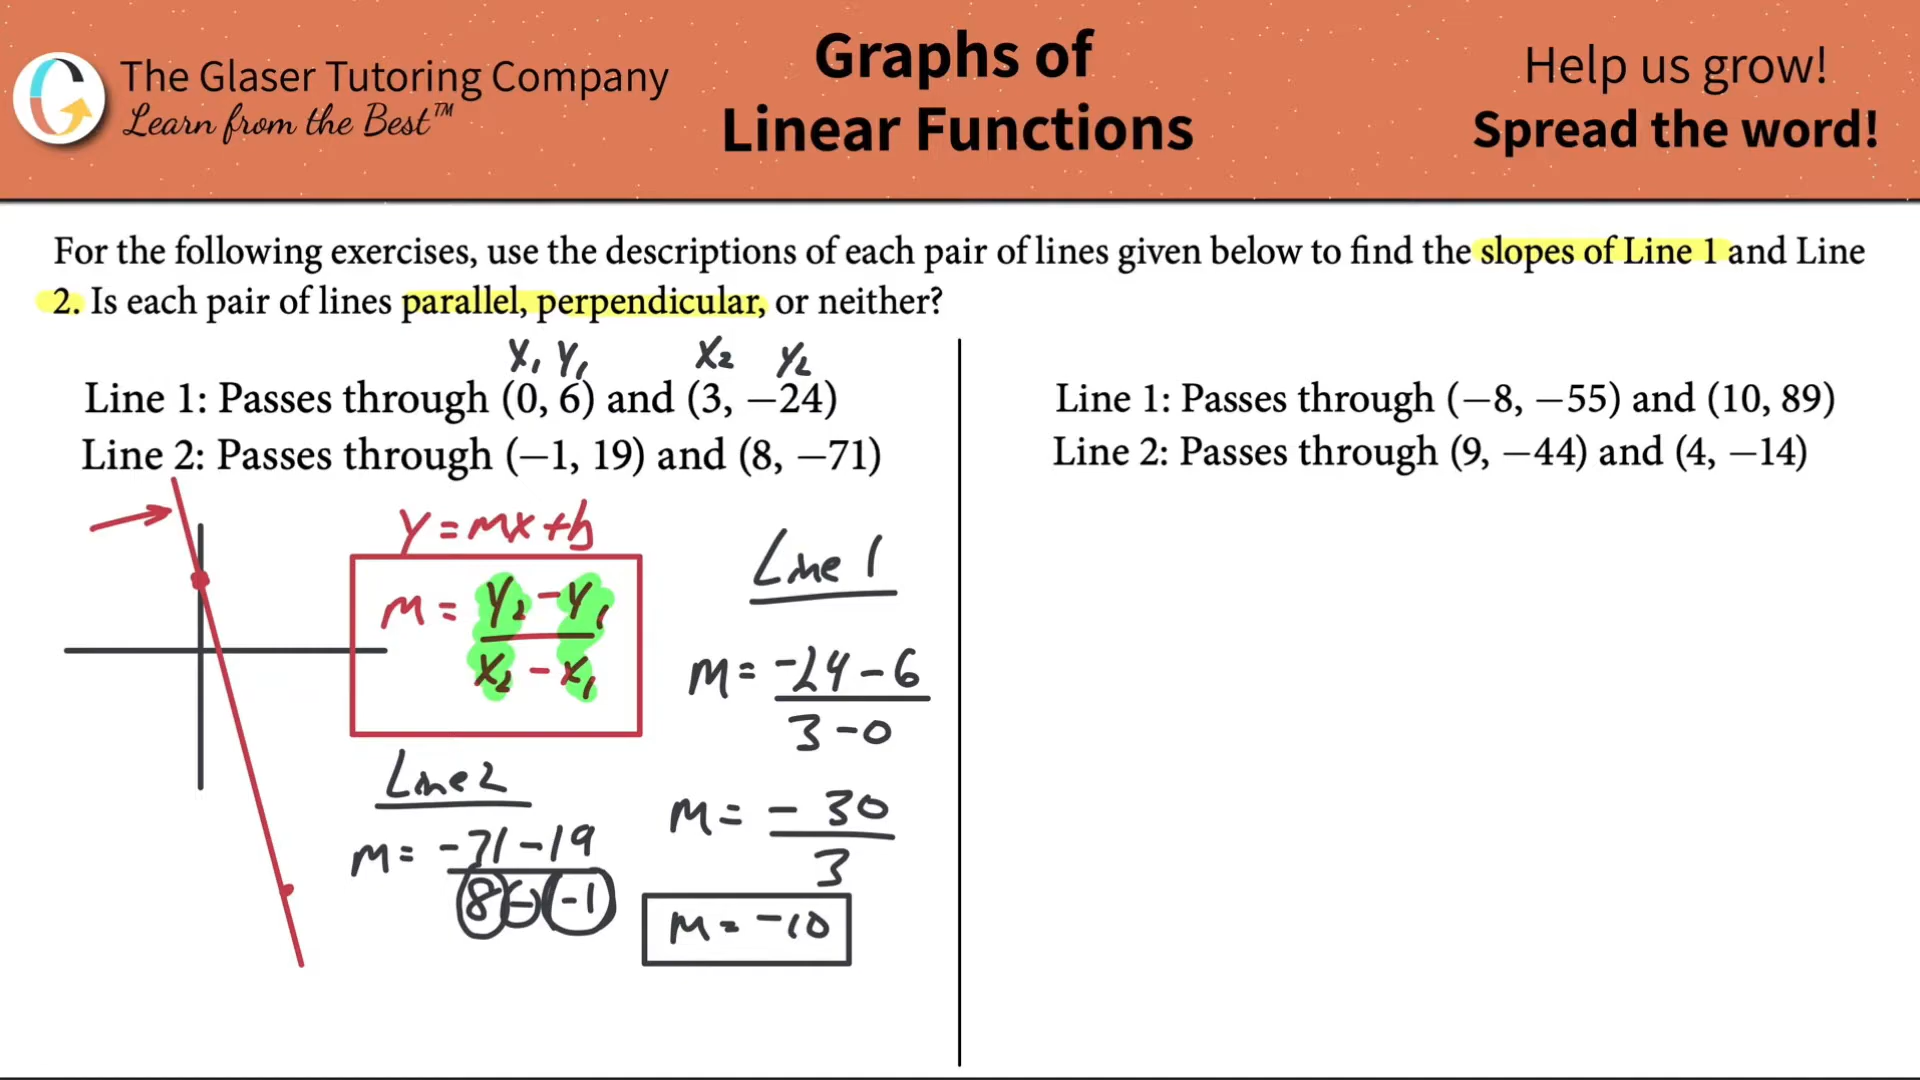 The Glaser Tutoring Company
Learn from the Best™
Graphs of
Linear Functions
Help us grow!
Spread the word!
For the following exercises, use the descriptions of each pair of lines given below to find the slopes of Line 1 and Line
2. Is each pair of lines parallel, perpendicular, or neither?
x₁ y₁ x₂ y₂
Line 1: Passes through (0, 6) and (3, −24)
Line 2: Passes through (−1, 19) and (8, −71)
y = mx + b
m = y₂ − y₁
x₂ − x₁
Line 1
m = -24 - 6
3 - 0
m = - 30
3
m = -10
Line 2
m = -71 - 19
8 - (-1)
Line 1: Passes through (−8, −55) and (10, 89)
Line 2: Passes through (9, −44) and (4, −14)